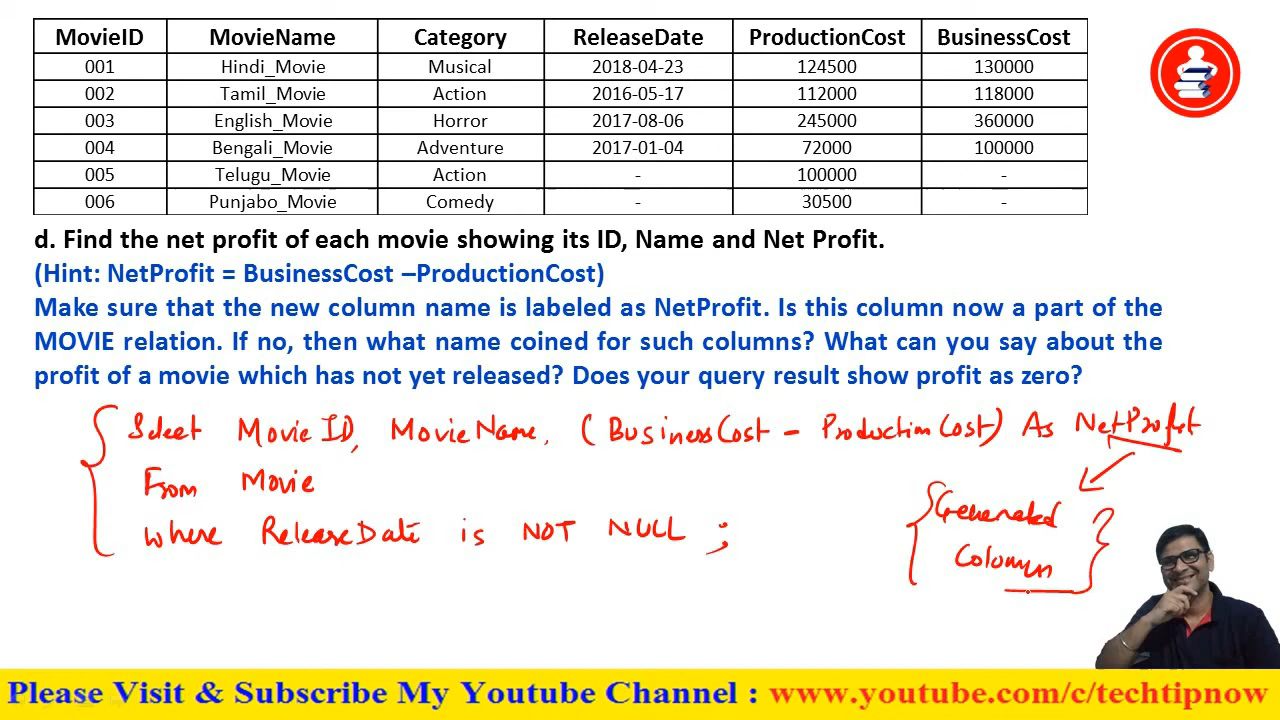 MovieID MovieName Category ReleaseDate ProductionCost BusinessCost
001 Hindi_Movie Musical 2018-04-23 124500 130000
002 Tamil_Movie Action 2016-05-17 112000 118000
003 English_Movie Horror 2017-08-06 245000 360000
004 Bengali_Movie Adventure 2017-01-04 72000 100000
005 Telugu_Movie Action - 100000 -
006 Punjabo_Movie Comedy - 30500 -
d. Find the net profit of each movie showing its ID, Name and Net Profit.
(Hint: NetProfit = BusinessCost –ProductionCost)
Make sure that the new column name is labeled as NetProfit. Is this column now a part of the
MOVIE relation. If no, then what name coined for such columns? What can you say about the
profit of a movie which has not yet released? Does your query result show profit as zero?
Select MovieID, MovieName, (BusinessCost - ProductionCost) As NetProfit
From Movie
Where ReleaseDate is NOT NULL ;
{Generated
Colomn}
Please Visit & Subscribe My Youtube Channel : www.youtube.com/c/techtipnow